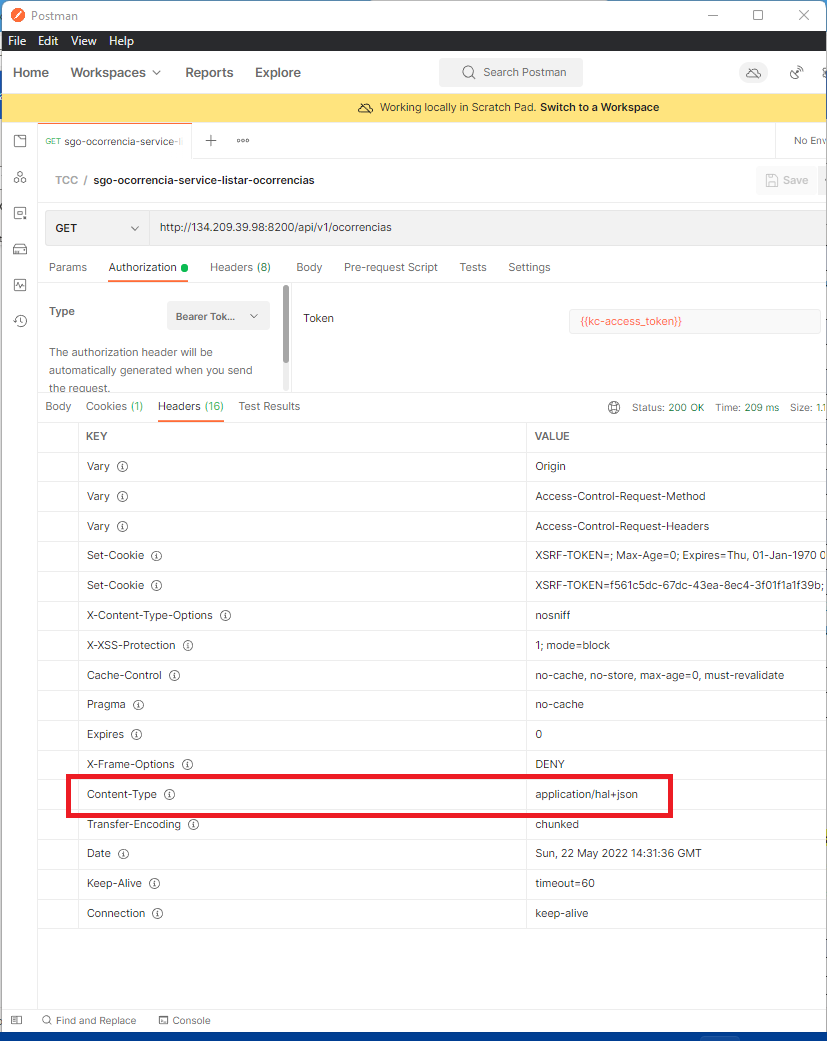 Postman
File Edit View Help
Home Workspaces Reports Explore Search Postman
Working locally in Scratch Pad. Switch to a Workspace
GET sgo-ocorrencia-service-li No Env
TCC / sgo-ocorrencia-service-listar-ocorrencias Save
GET http://134.209.39.98:8200/api/v1/ocorrencias
Params Authorization Headers (8) Body Pre-request Script Tests Settings
Type Bearer Tok... Token {{kc-access_token}}
The authorization header will be
automatically generated when you send
the request.
Body Cookies (1) Headers (16) Test Results Status: 200 OK Time: 209 ms Size: 1.1
KEY VALUE
Vary Origin
Vary Access-Control-Request-Method
Vary Access-Control-Request-Headers
Set-Cookie XSRF-TOKEN=; Max-Age=0; Expires=Thu, 01-Jan-1970 0
Set-Cookie XSRF-TOKEN=f561c5dc-67dc-43ea-8ec4-3f01f1a1f39b;
X-Content-Type-Options nosniff
X-XSS-Protection 1; mode=block
Cache-Control no-cache, no-store, max-age=0, must-revalidate
Pragma no-cache
Expires 0
X-Frame-Options DENY
Content-Type application/hal+json
Transfer-Encoding chunked
Date Sun, 22 May 2022 14:31:36 GMT
Keep-Alive timeout=60
Connection keep-alive
Find and Replace Console